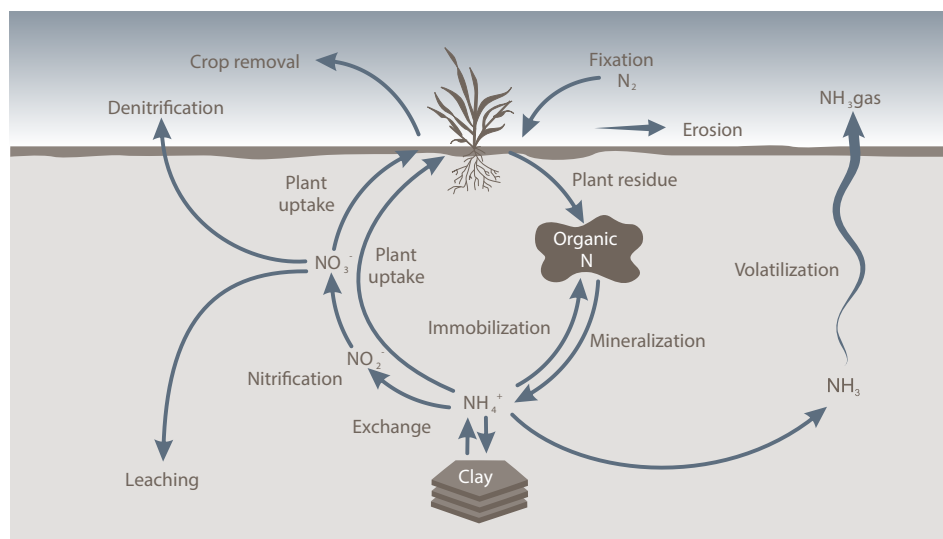 Crop removal
Fixation
N₂
NH₃gas
Denitrification
Erosion
Plant
uptake
Plant residue
Organic
N
NO₃⁻
Plant
uptake
Volatilization
Immobilization
Mineralization
NO₂⁻
Nitrification
NH₃
NH₄⁺
Exchange
Clay
Leaching